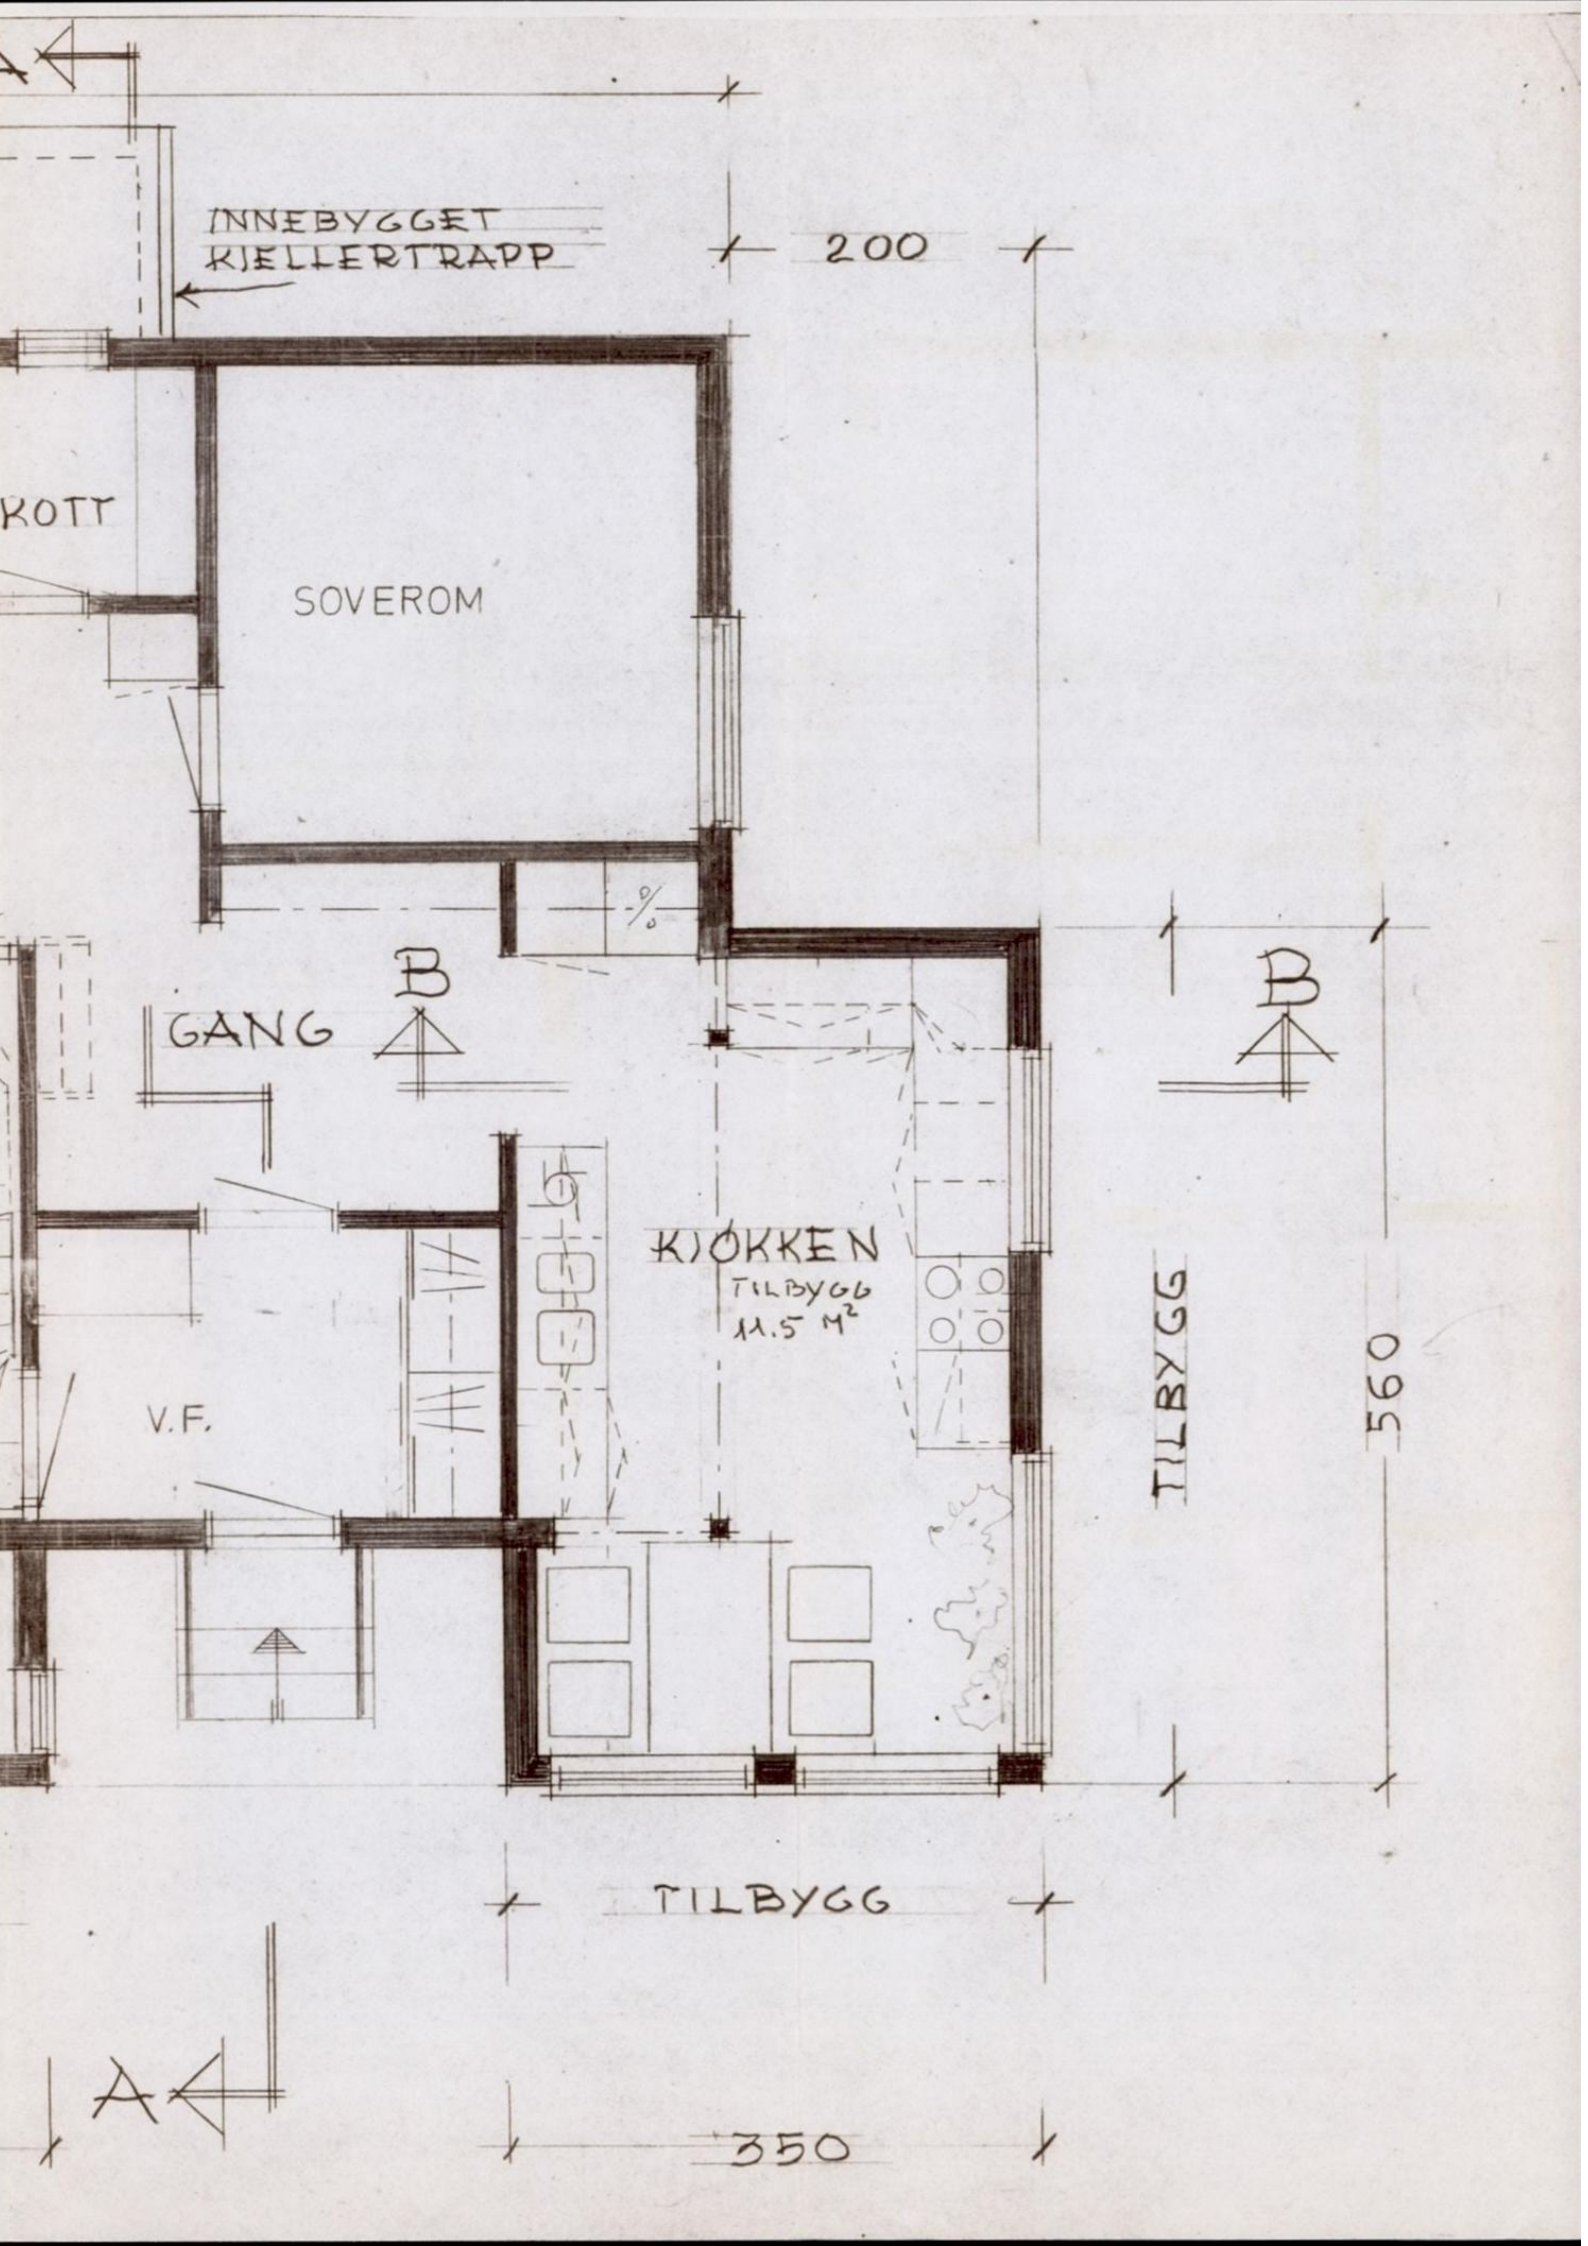 A
INNEBYGGET
KJELLERTRAPP
200
KOTT
SOVEROM
%
B
B
GANG
KJØKKEN
TILBYGG
11.5 M²
V.F.
TILBYGG
560
TILBYGG
A
350